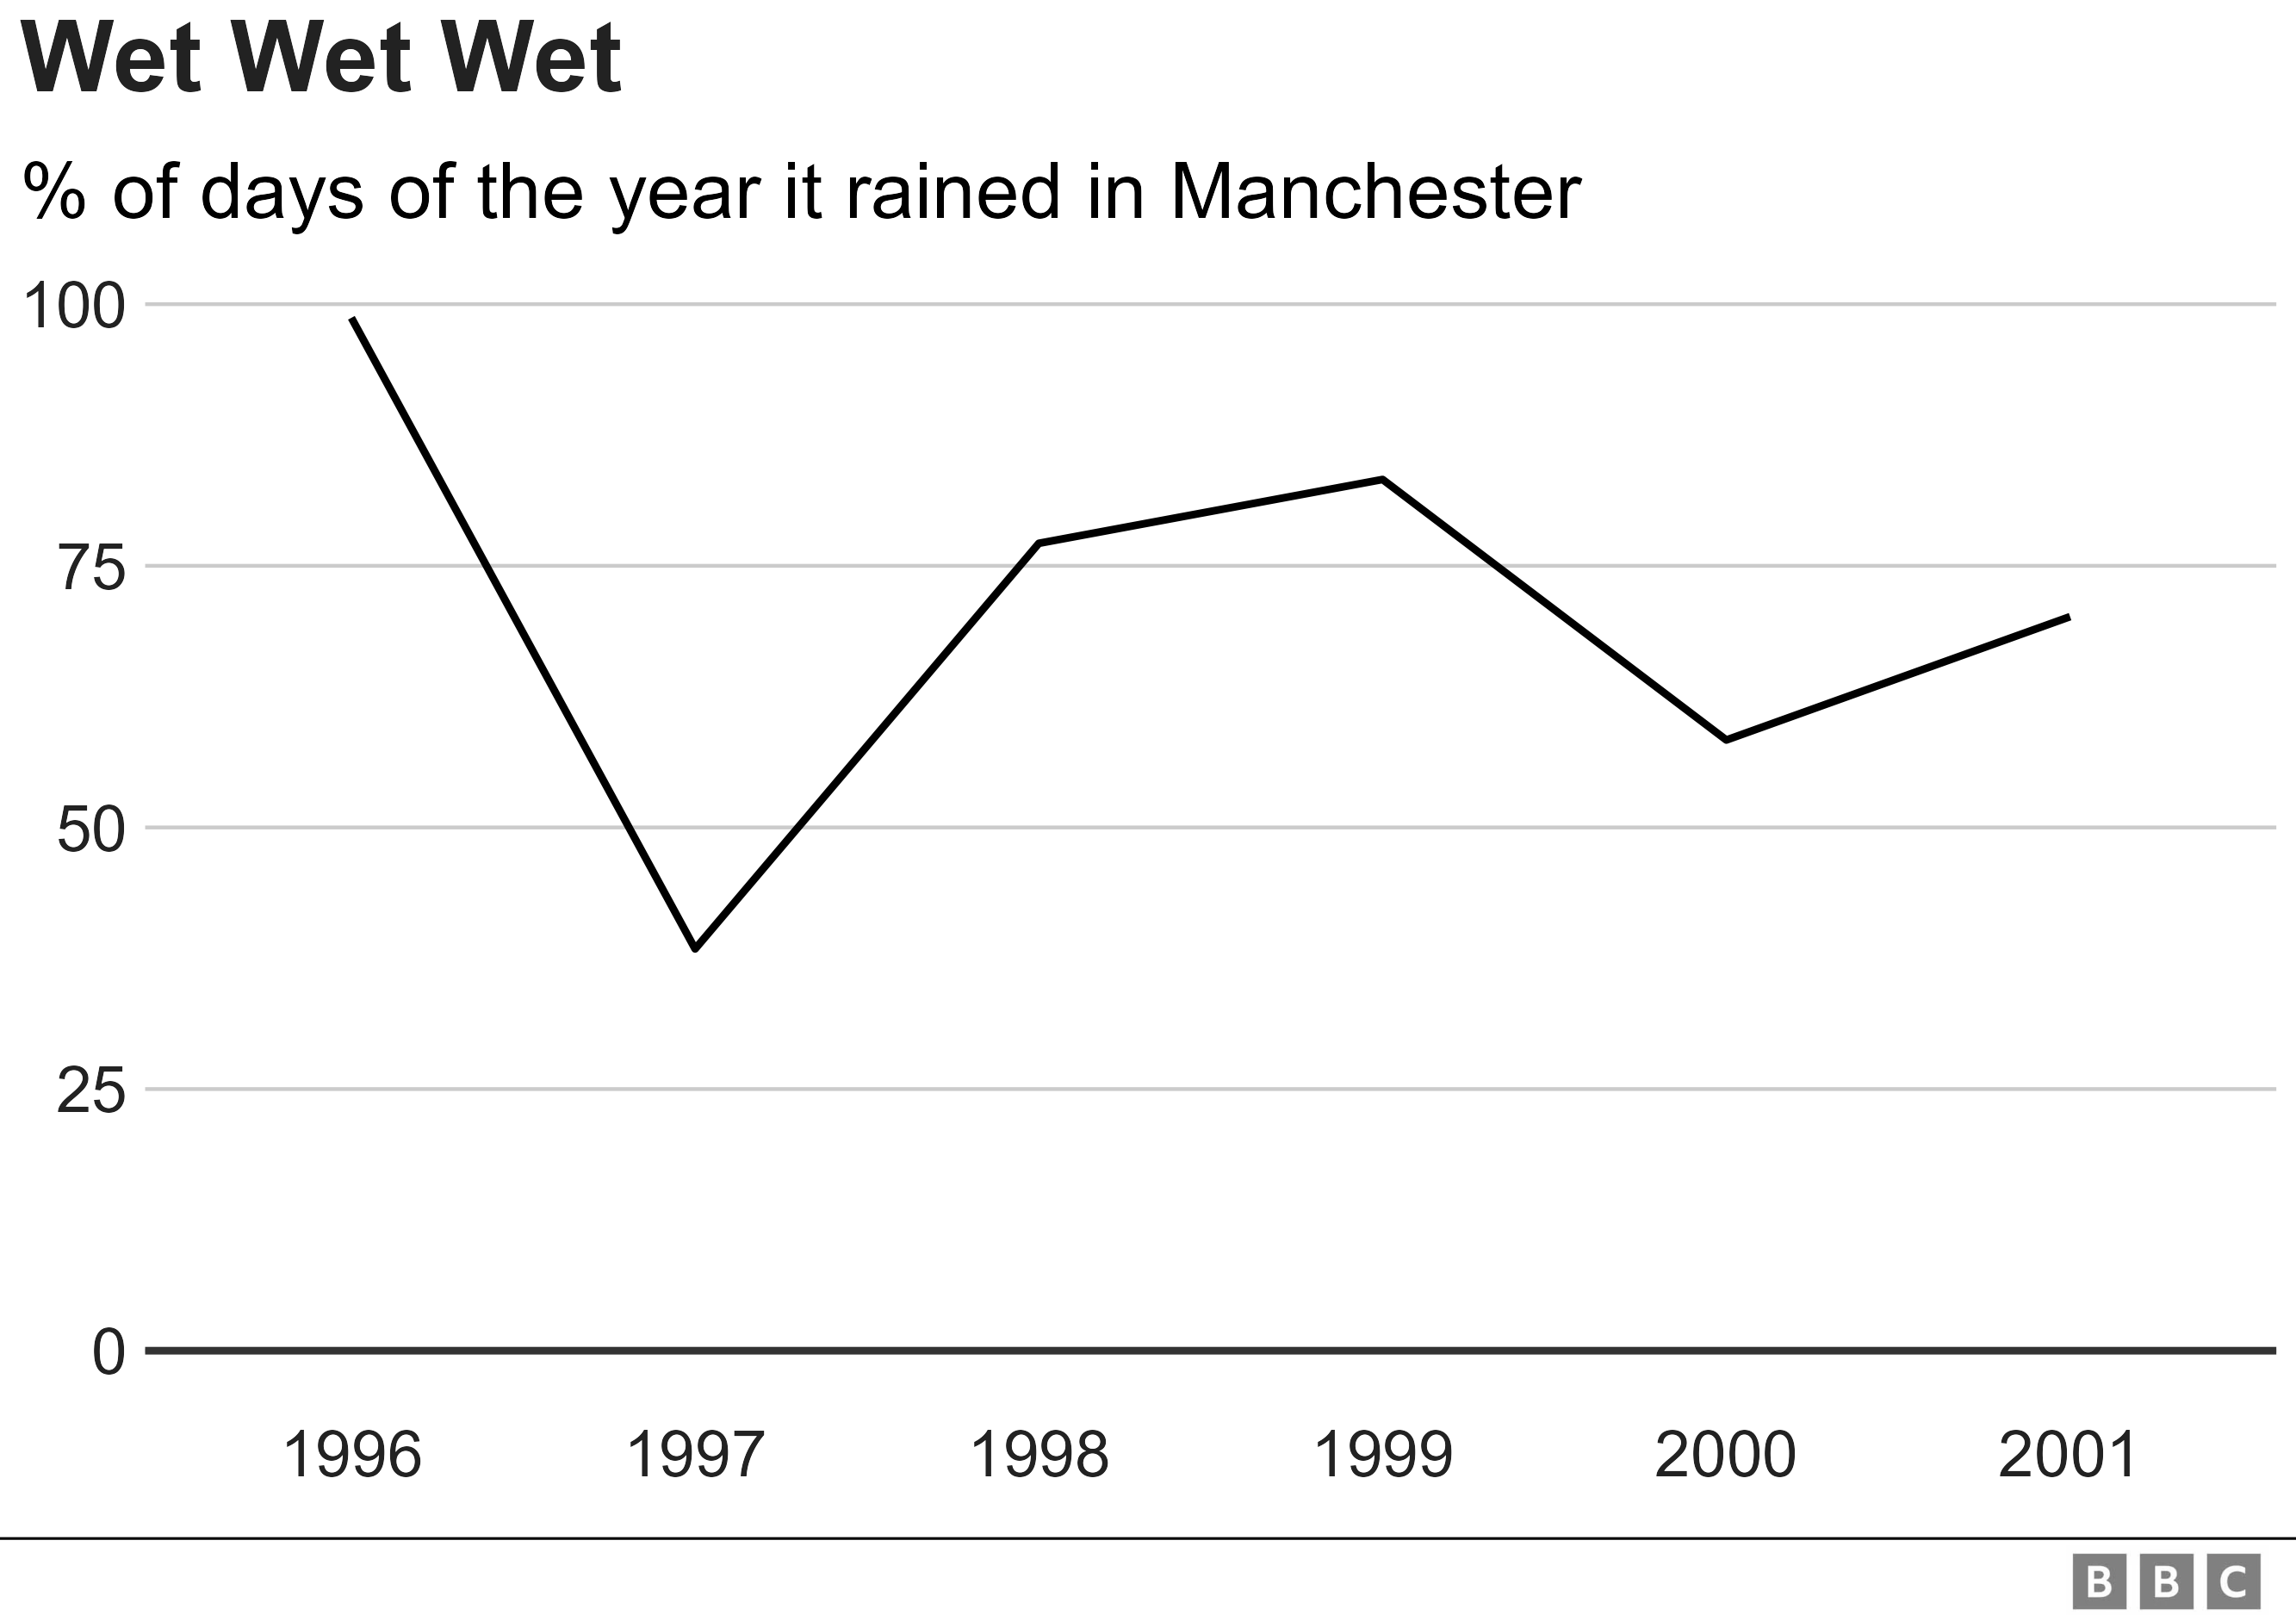 Wet Wet Wet
% of days of the year it rained in Manchester
100
75
50
25
0
1996 1997 1998 1999 2000 2001
BBC